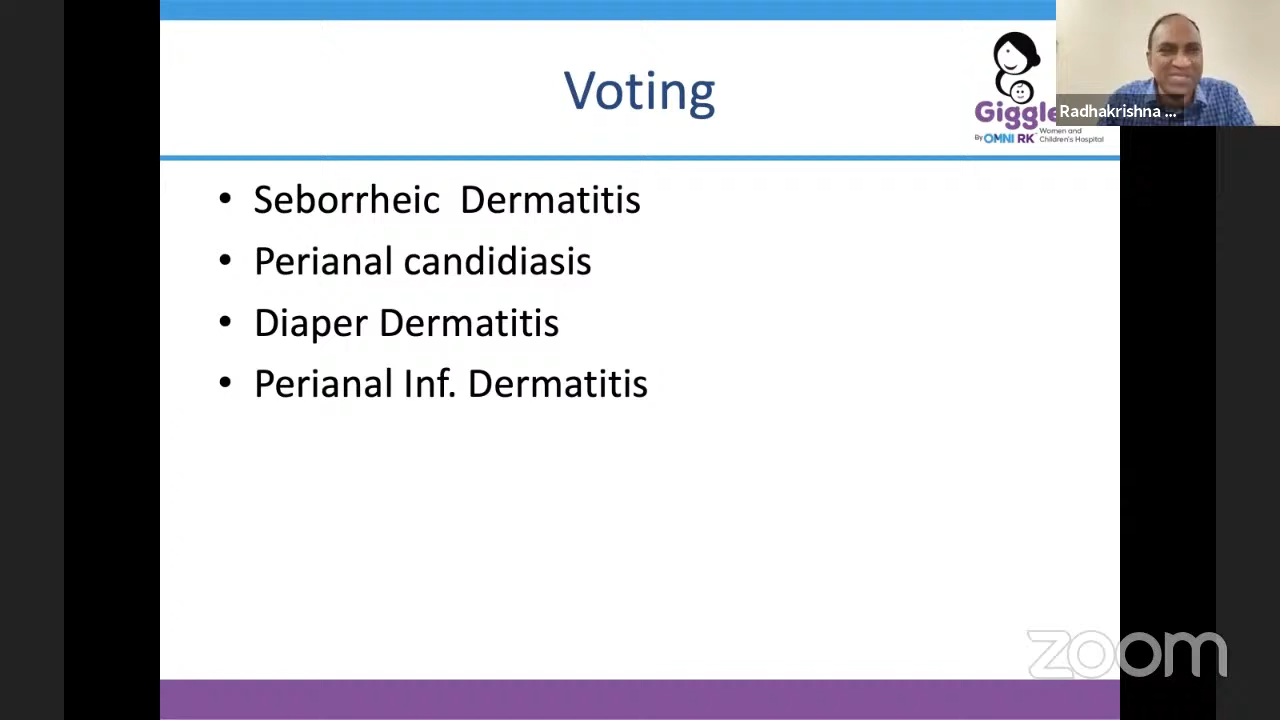 Voting
Giggle
By OMNI RK
Women and
Children's Hospital
Radhakrishna ...
• Seborrheic Dermatitis
• Perianal candidiasis
• Diaper Dermatitis
• Perianal Inf. Dermatitis
zoom